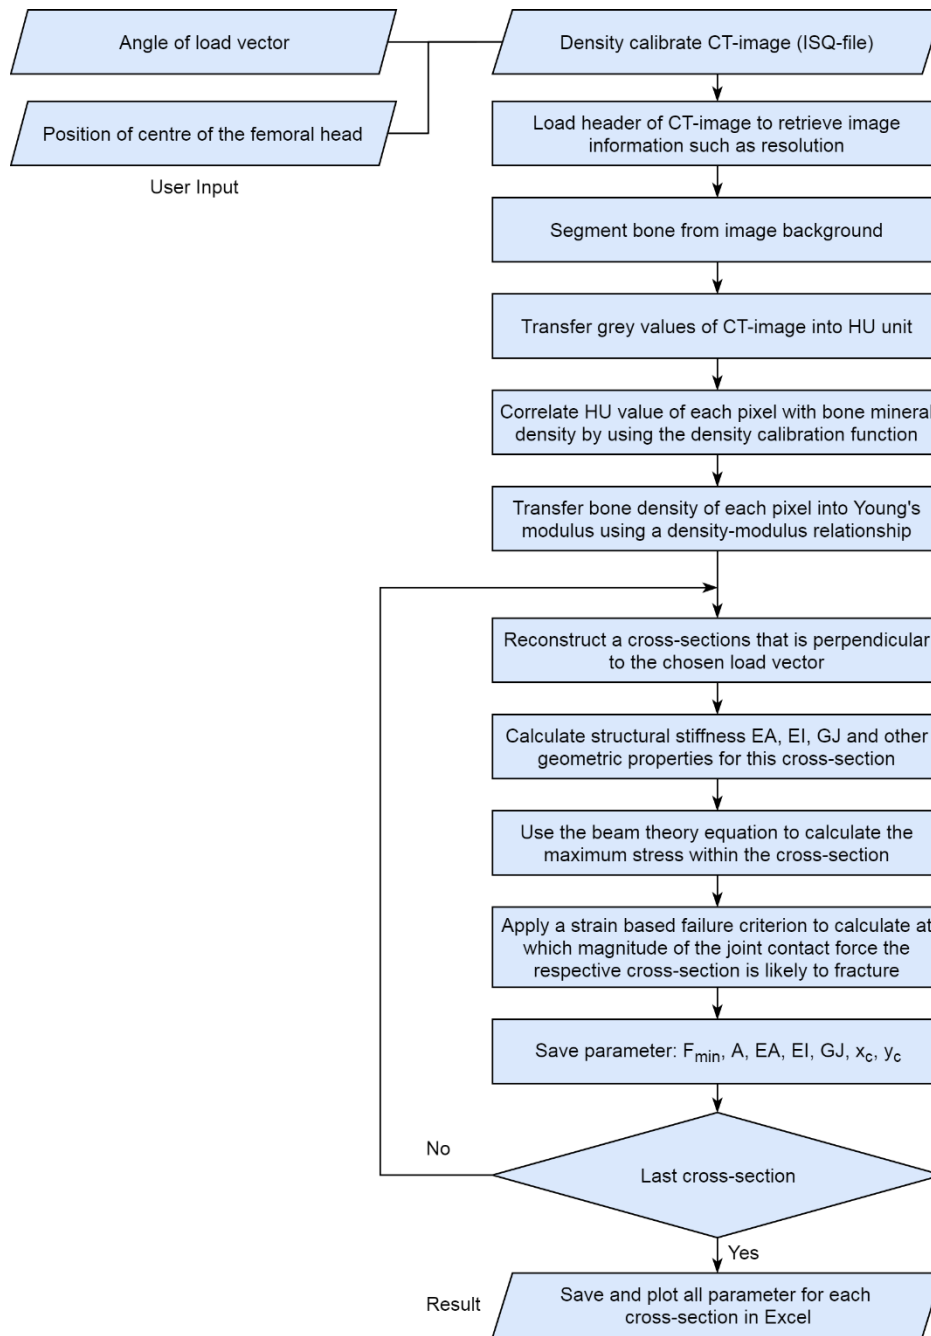 Angle of load vector
Density calibrate CT-image (ISQ-file)
Position of centre of the femoral head
User Input
Load header of CT-image to retrieve image
information such as resolution
Segment bone from image background
Transfer grey values of CT-image into HU unit
Correlate HU value of each pixel with bone mineral
density by using the density calibration function
Transfer bone density of each pixel into Young's
modulus using a density-modulus relationship
Reconstruct a cross-sections that is perpendicular
to the chosen load vector
Calculate structural stiffness EA, EI, GJ and other
geometric properties for this cross-section
Use the beam theory equation to calculate the
maximum stress within the cross-section
Apply a strain based failure criterion to calculate at
which magnitude of the joint contact force the
respective cross-section is likely to fracture
Save parameter: Fmin, A, EA, EI, GJ, xc, yc
No
Last cross-section
Yes
Result
Save and plot all parameter for each
cross-section in Excel